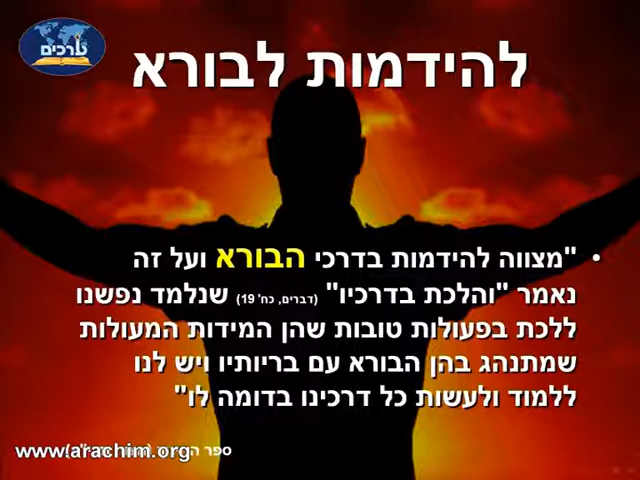 ערכים
להידמות לבורא
• "מצווה להידמות בדרכי הבורא ועל זה
נאמר "והלכת בדרכיו" (דברים, כח' 19) שנלמד נפשנו
ללכת בפעולות טובות שהן המידות המעולות
שמתנהג בהן הבורא עם בריותיו ויש לנו
ללמוד ולעשות כל דרכינו בדומה לו"
ספר
www.arachim.org